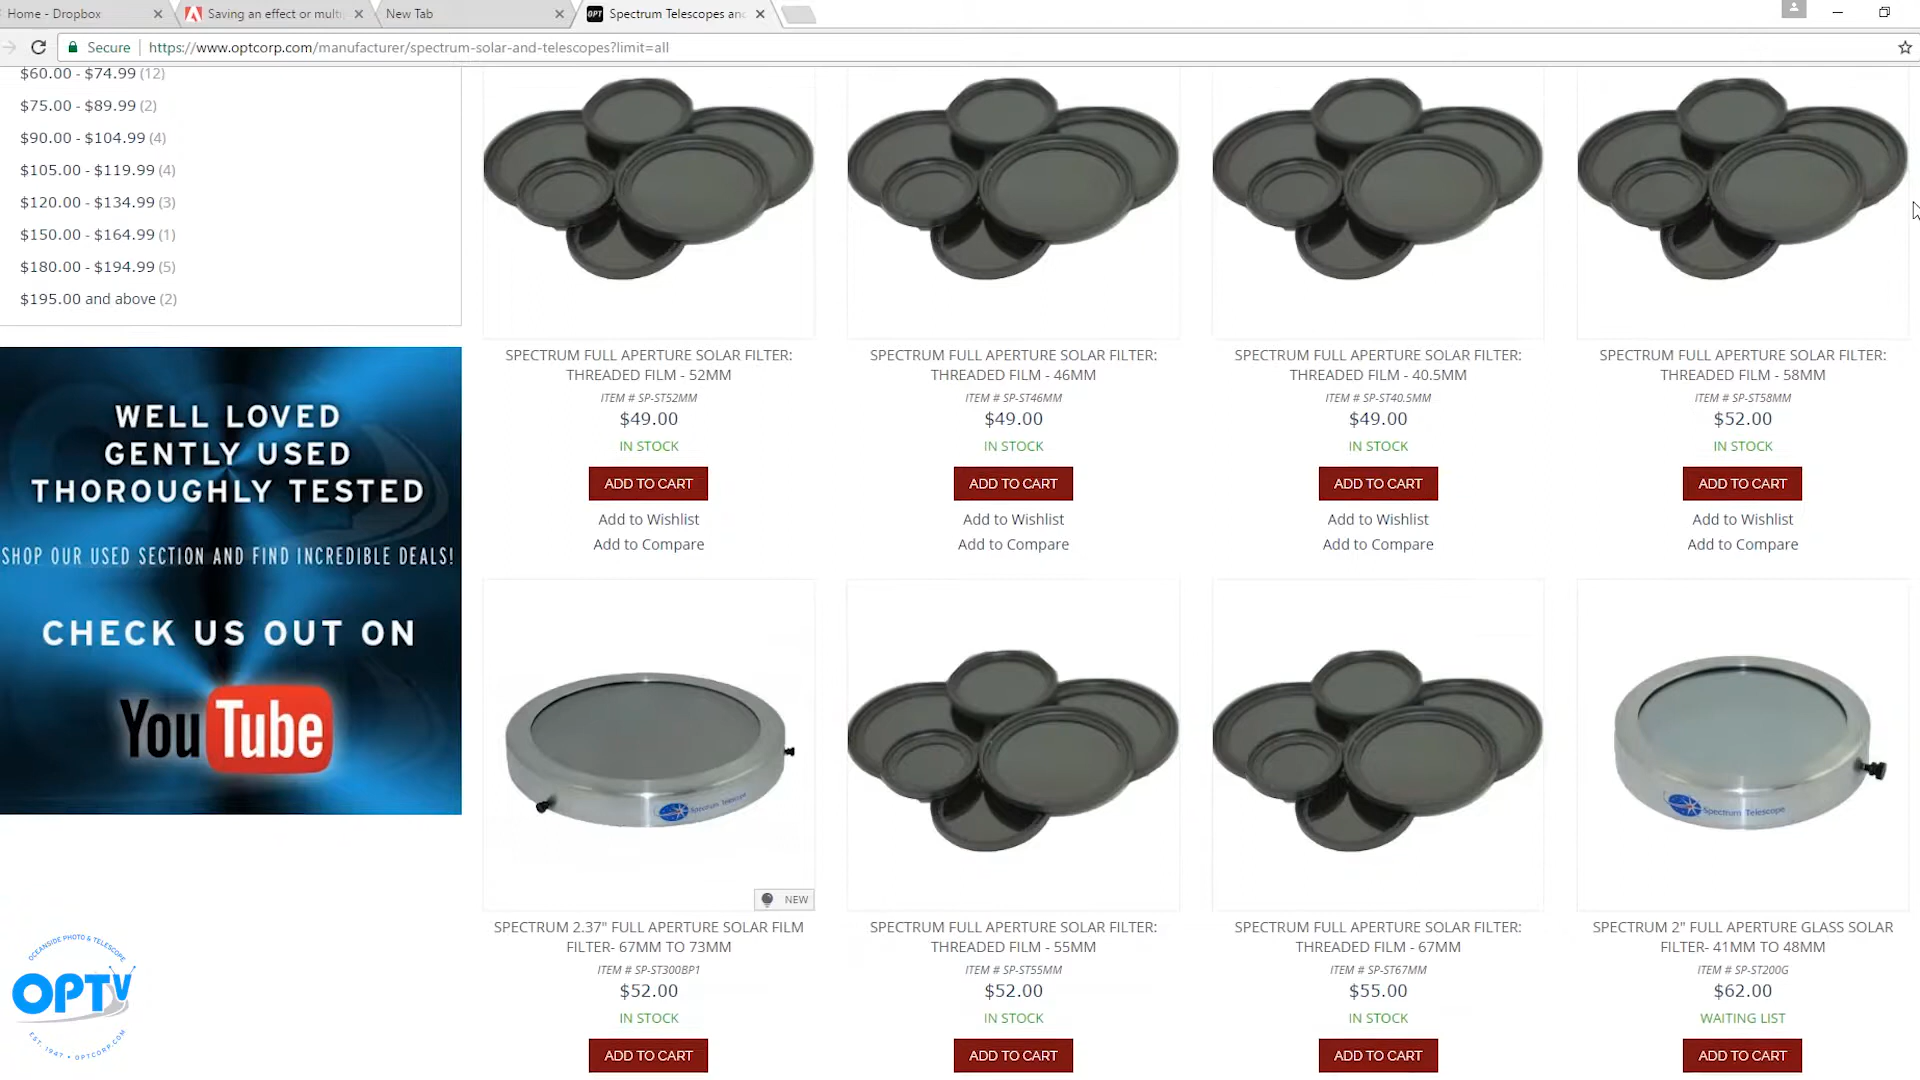 Home - Dropbox
Saving an effect or multip
New Tab
OPT Spectrum Telescopes and
Secure https://www.optcorp.com/manufacturer/spectrum-solar-and-telescopes?limit=all
$60.00 - $74.99 (12)
$75.00 - $89.99 (2)
$90.00 - $104.99 (4)
$105.00 - $119.99 (4)
$120.00 - $134.99 (3)
$150.00 - $164.99 (1)
$180.00 - $194.99 (5)
$195.00 and above (2)
WELL LOVED
GENTLY USED
THOROUGHLY TESTED
SHOP OUR USED SECTION AND FIND INCREDIBLE DEALS!
CHECK US OUT ON
YouTube
OCEANSIDE PHOTO & TELESCOPE
OPTV
EST. 1947 • OPTCORP.COM
SPECTRUM FULL APERTURE SOLAR FILTER:
THREADED FILM - 52MM
ITEM # SP-ST52MM
$49.00
IN STOCK
ADD TO CART
Add to Wishlist
Add to Compare
SPECTRUM FULL APERTURE SOLAR FILTER:
THREADED FILM - 46MM
ITEM # SP-ST46MM
$49.00
IN STOCK
ADD TO CART
Add to Wishlist
Add to Compare
SPECTRUM FULL APERTURE SOLAR FILTER:
THREADED FILM - 40.5MM
ITEM # SP-ST40.5MM
$49.00
IN STOCK
ADD TO CART
Add to Wishlist
Add to Compare
SPECTRUM FULL APERTURE SOLAR FILTER:
THREADED FILM - 58MM
ITEM # SP-ST58MM
$52.00
IN STOCK
ADD TO CART
Add to Wishlist
Add to Compare
Spectrum Telescope
NEW
SPECTRUM 2.37" FULL APERTURE SOLAR FILM
FILTER- 67MM TO 73MM
ITEM # SP-ST300BP1
$52.00
IN STOCK
ADD TO CART
SPECTRUM FULL APERTURE SOLAR FILTER:
THREADED FILM - 55MM
ITEM # SP-ST55MM
$52.00
IN STOCK
ADD TO CART
SPECTRUM FULL APERTURE SOLAR FILTER:
THREADED FILM - 67MM
ITEM # SP-ST67MM
$55.00
IN STOCK
ADD TO CART
Spectrum Telescope
SPECTRUM 2" FULL APERTURE GLASS SOLAR
FILTER- 41MM TO 48MM
ITEM # SP-ST200G
$62.00
WAITING LIST
ADD TO CART